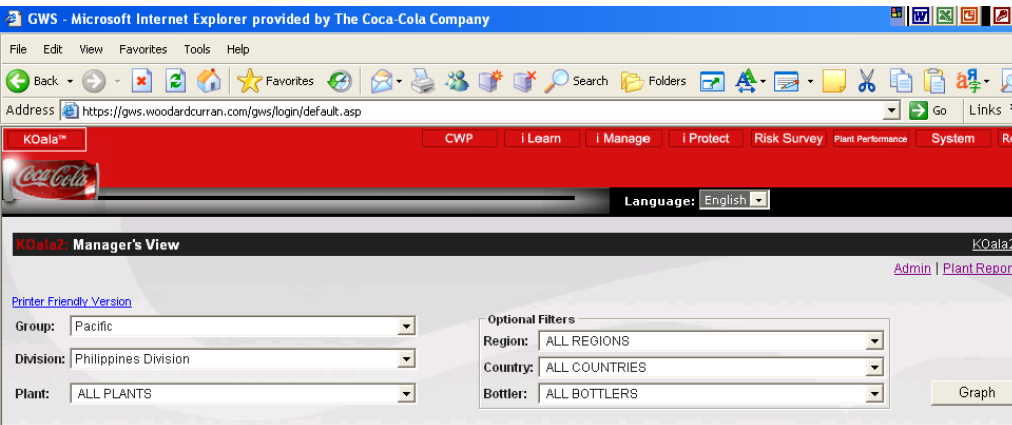 GWS - Microsoft Internet Explorer provided by The Coca-Cola Company
File Edit View Favorites Tools Help
Back Favorites Search Folders
Address https://gws.woodardcurran.com/gws/login/default.asp Go Links
KOala™ CWP i Learn i Manage i Protect Risk Survey Plant Performance System
Coca-Cola
Language: English
KOala2: Manager's View KOala2
Admin | Plant Repor
Printer Friendly Version
Optional Filters
Group: Pacific
Region: ALL REGIONS
Division: Philippines Division
Country: ALL COUNTRIES
Plant: ALL PLANTS
Bottler: ALL BOTTLERS
Graph